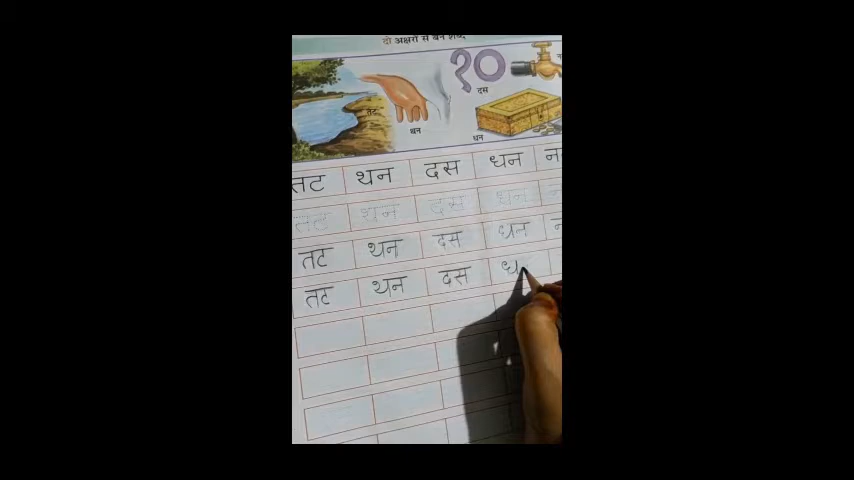 दो अक्षरों से बने शब्द
१०
दस
तट
थन
धन
तट थन दस धन न
तट थन दस धन न
तट थन दस धन न
तट थन दस ध